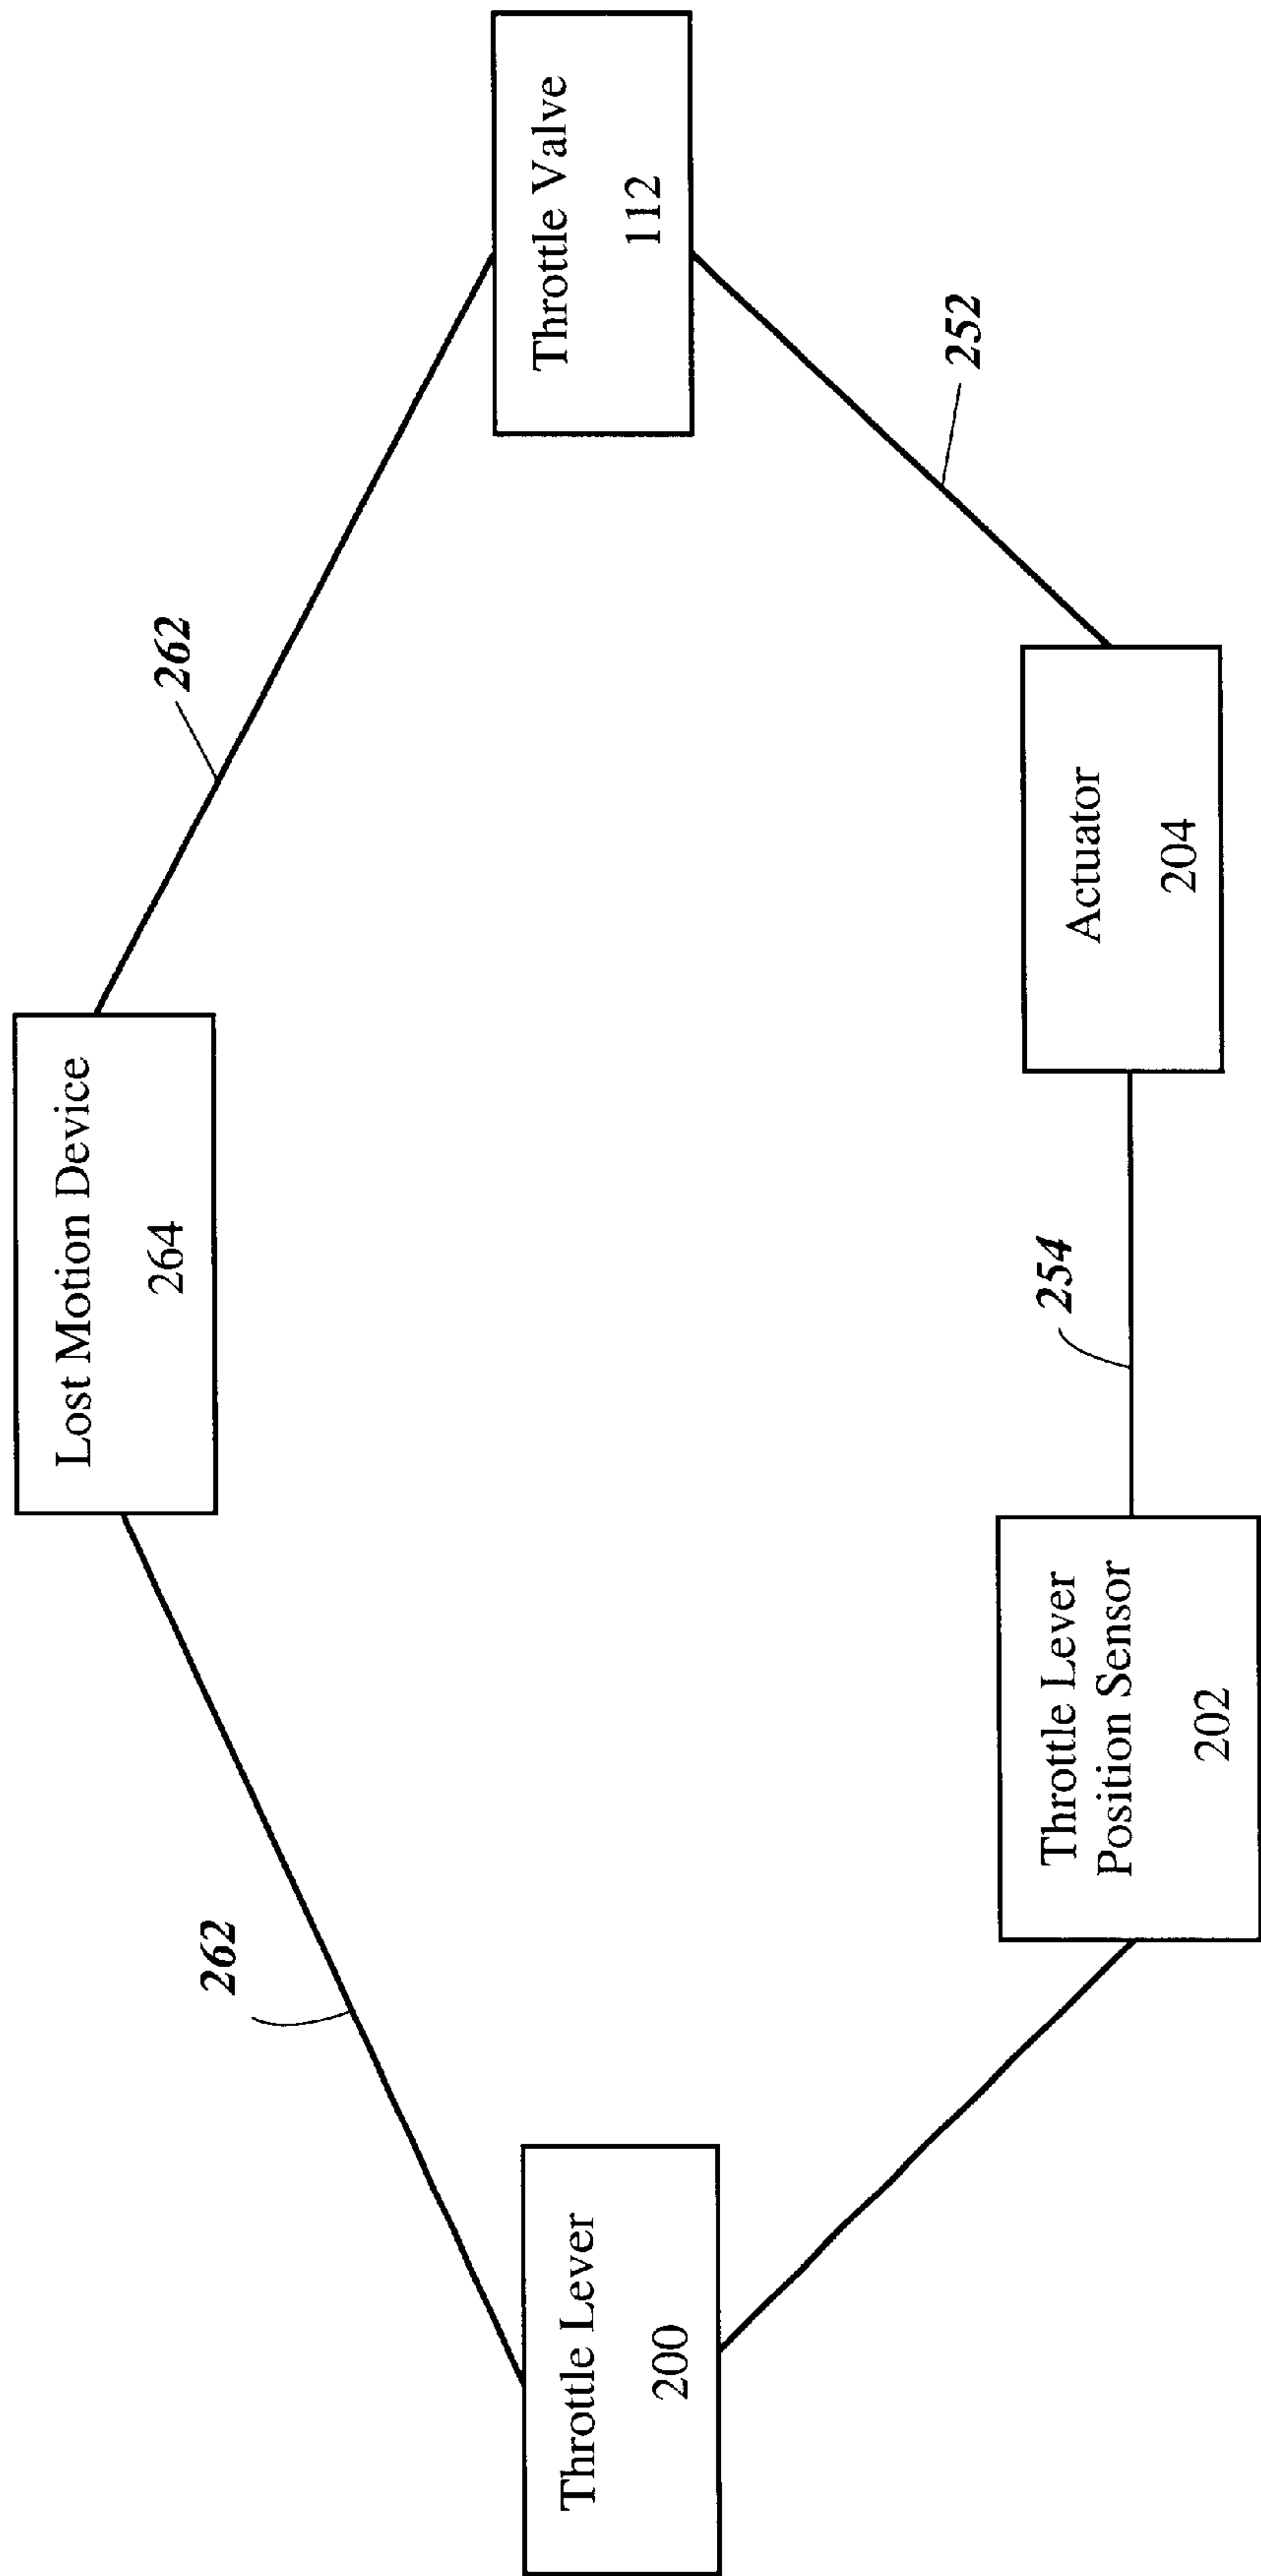 Lost Motion Device
264
262
262
Throttle Lever
200
Throttle Valve
112
252
254
Throttle Lever
Position Sensor
202
Actuator
204